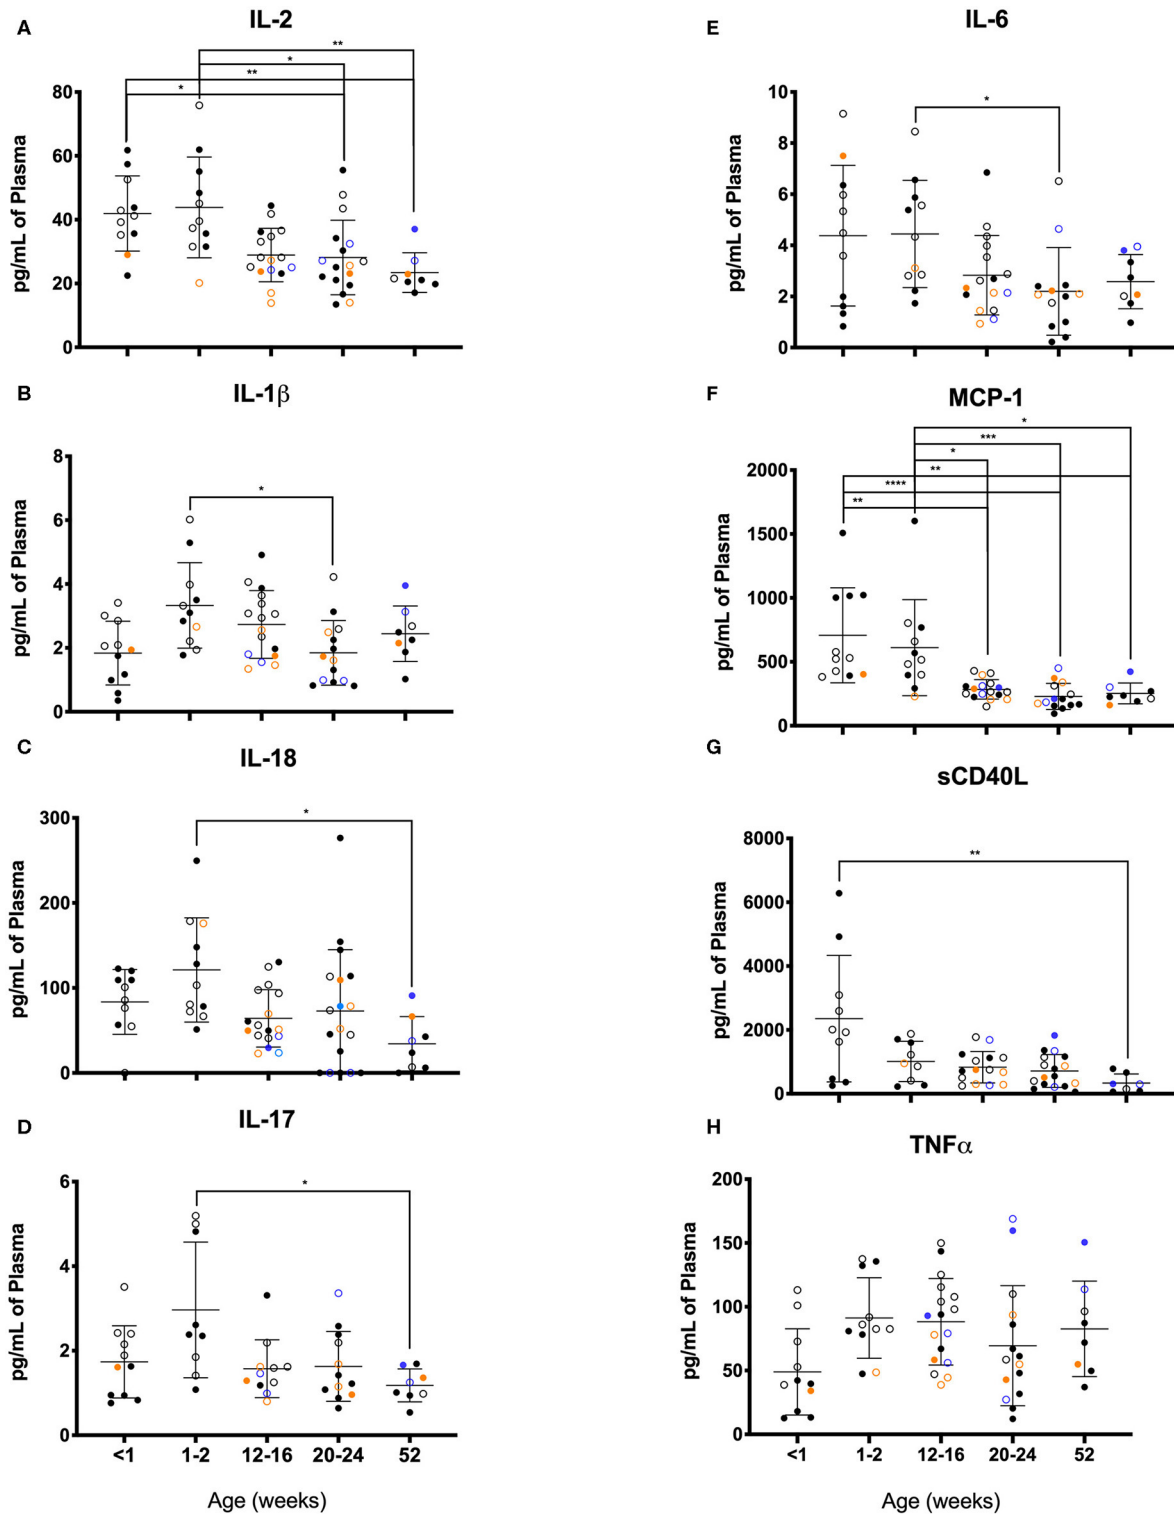 A
IL-2
**
*
**
*
80
60
40
20
0
pg/mL of Plasma
B
IL-1β
*
8
6
4
2
0
pg/mL of Plasma
C
IL-18
*
300
200
100
0
pg/mL of Plasma
D
IL-17
*
6
4
2
0
pg/mL of Plasma
<1 1-2 12-16 20-24 52
Age (weeks)
E
IL-6
*
10
8
6
4
2
0
pg/mL of Plasma
F
MCP-1
*
***
*
**
****
**
2000
1500
1000
500
0
pg/mL of Plasma
G
sCD40L
**
8000
6000
4000
2000
0
pg/mL of Plasma
H
TNFα
200
150
100
50
0
pg/mL of Plasma
<1 1-2 12-16 20-24 52
Age (weeks)